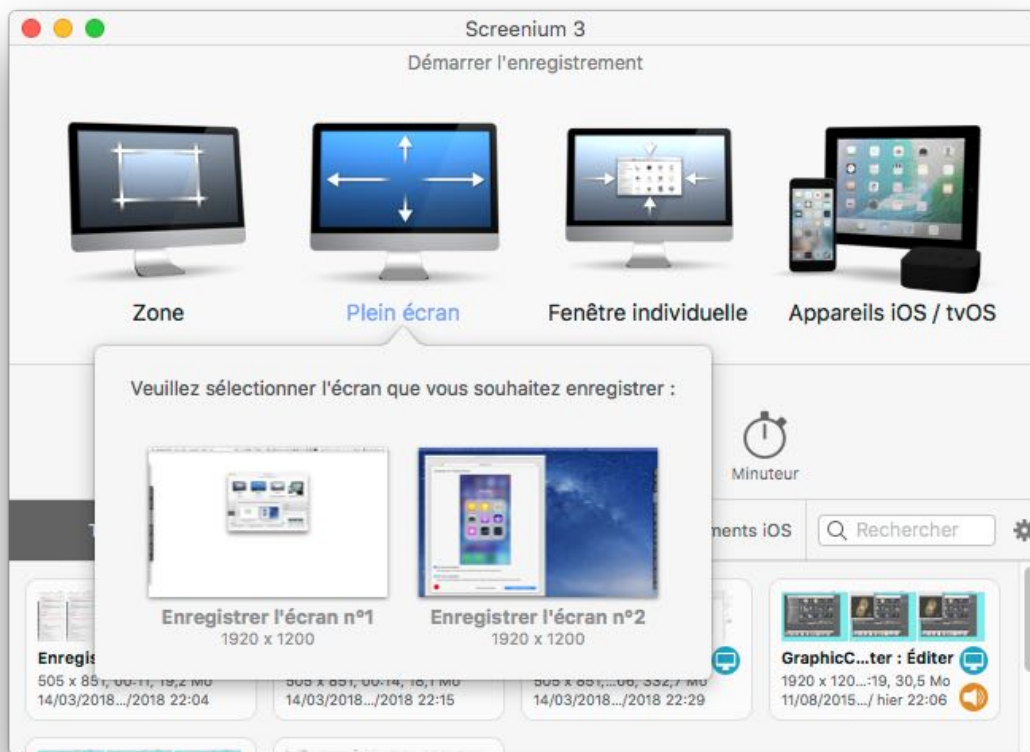 Screenium 3
Démarrer l'enregistrement
Zone
Plein écran
Fenêtre individuelle
Appareils iOS / tvOS
Veuillez sélectionner l'écran que vous souhaitez enregistrer :
Minuteur
ments iOS
Rechercher
Enregistrer l'écran nº1
1920 x 1200
Enregistrer l'écran nº2
1920 x 1200
Enregis
505 x 851, 00:11, 19,2 Mo
14/03/2018.../2018 22:04
505 x 851, 00:14, 18,1 Mo
14/03/2018.../2018 22:15
505 x 851,...:06, 332,7 Mo
14/03/2018.../2018 22:29
GraphicC...ter : Éditer
1920 x 120...:19, 30,5 Mo
11/08/2015.../ hier 22:06